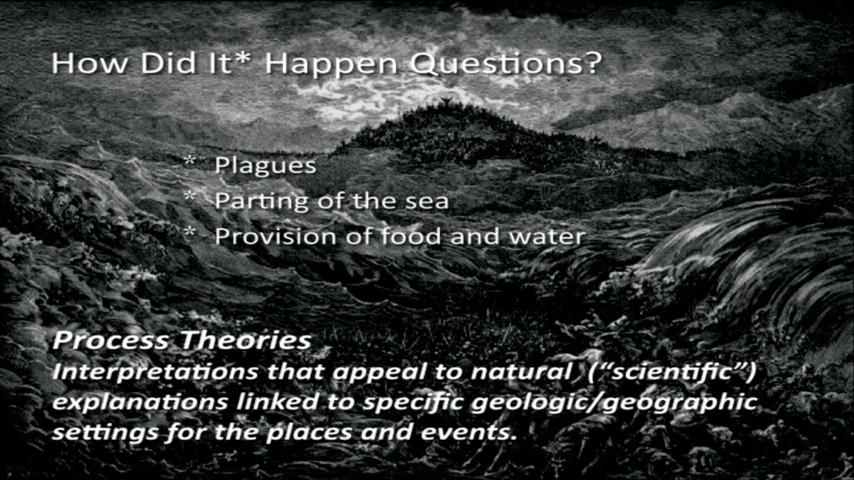 How Did It* Happen Questions?
* Plagues
* Parting of the sea
* Provision of food and water
Process Theories
Interpretations that appeal to natural (“scientific”)
explanations linked to specific geologic/geographic
settings for the places and events.